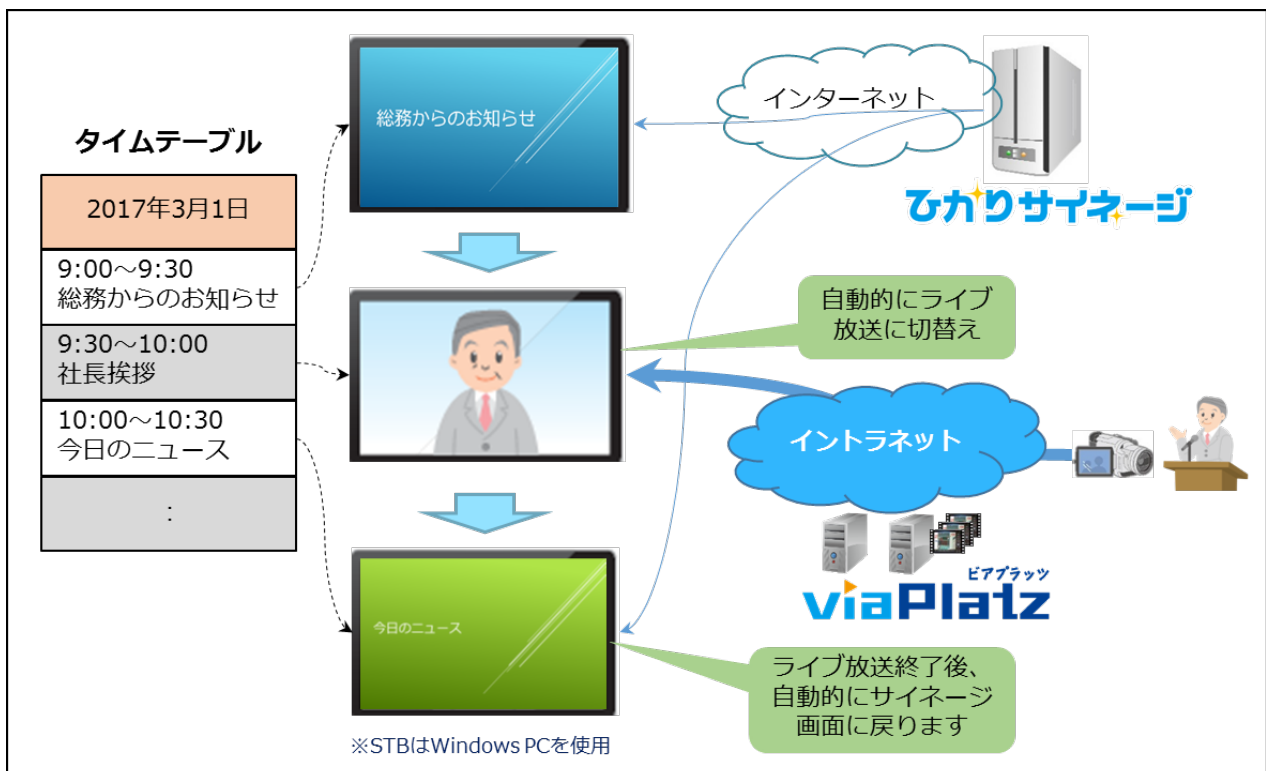 タイムテーブル
2017年3月1日
9:00～9:30
総務からのお知らせ
9:30～10:00
社長挨拶
10:00～10:30
今日のニュース
:
総務からのお知らせ
インターネット
ひかりサイネージ
自動的にライブ
放送に切替え
イントラネット
ビアプラッツ
viaPlatz
今日のニュース
ライブ放送終了後、
自動的にサイネージ
画面に戻ります
※STBはWindows PCを使用